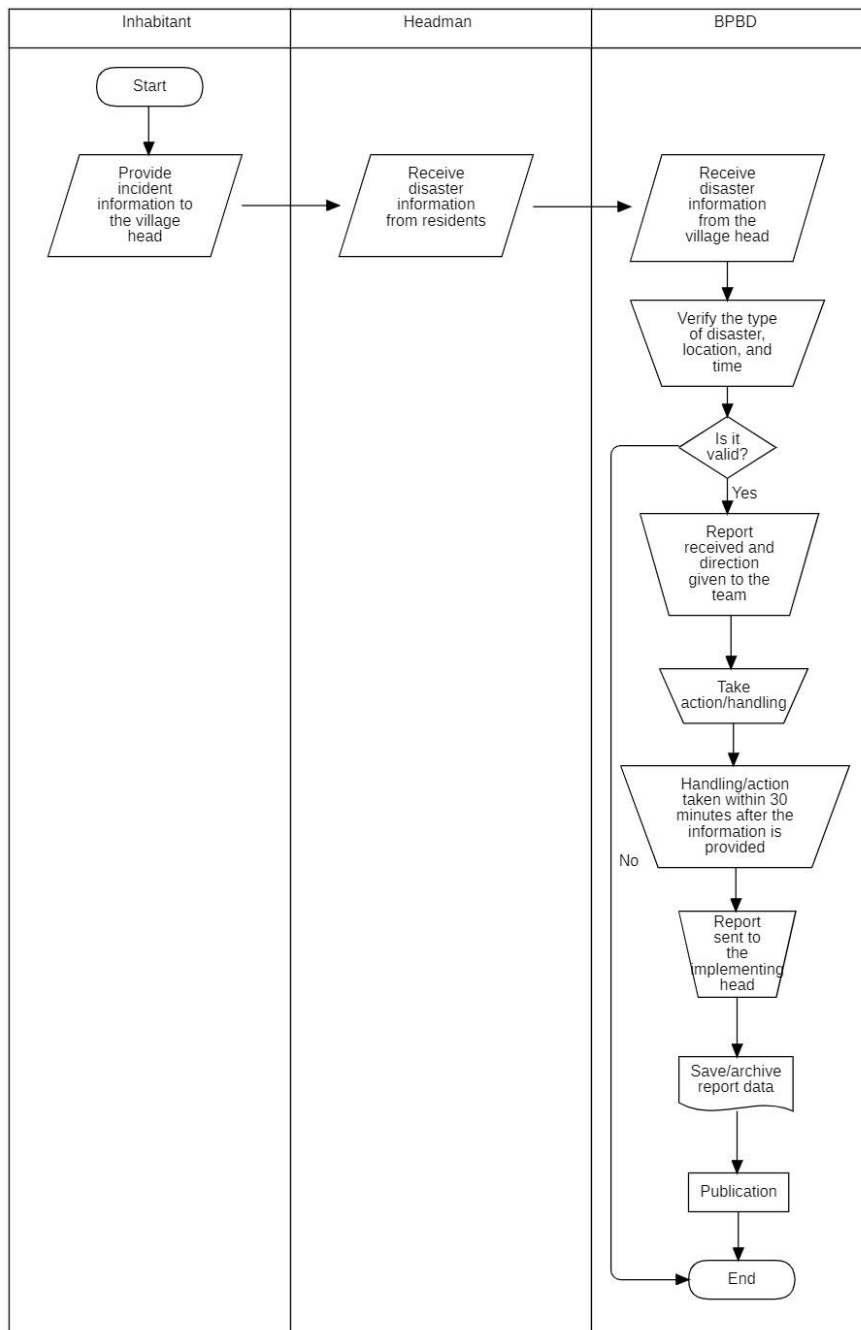 Inhabitant
Headman
BPBD
Start
Provide
incident
information to
the village
head
Receive
disaster
information
from residents
Receive
disaster
information
from the
village head
Verify the type
of disaster,
location, and
time
Is it
valid?
Yes
Report
received and
direction
given to the
team
Take
action/handling
Handling/action
taken within 30
minutes after the
information is
provided
No
Report
sent to
the
implementing
head
Save/archive
report data
Publication
End